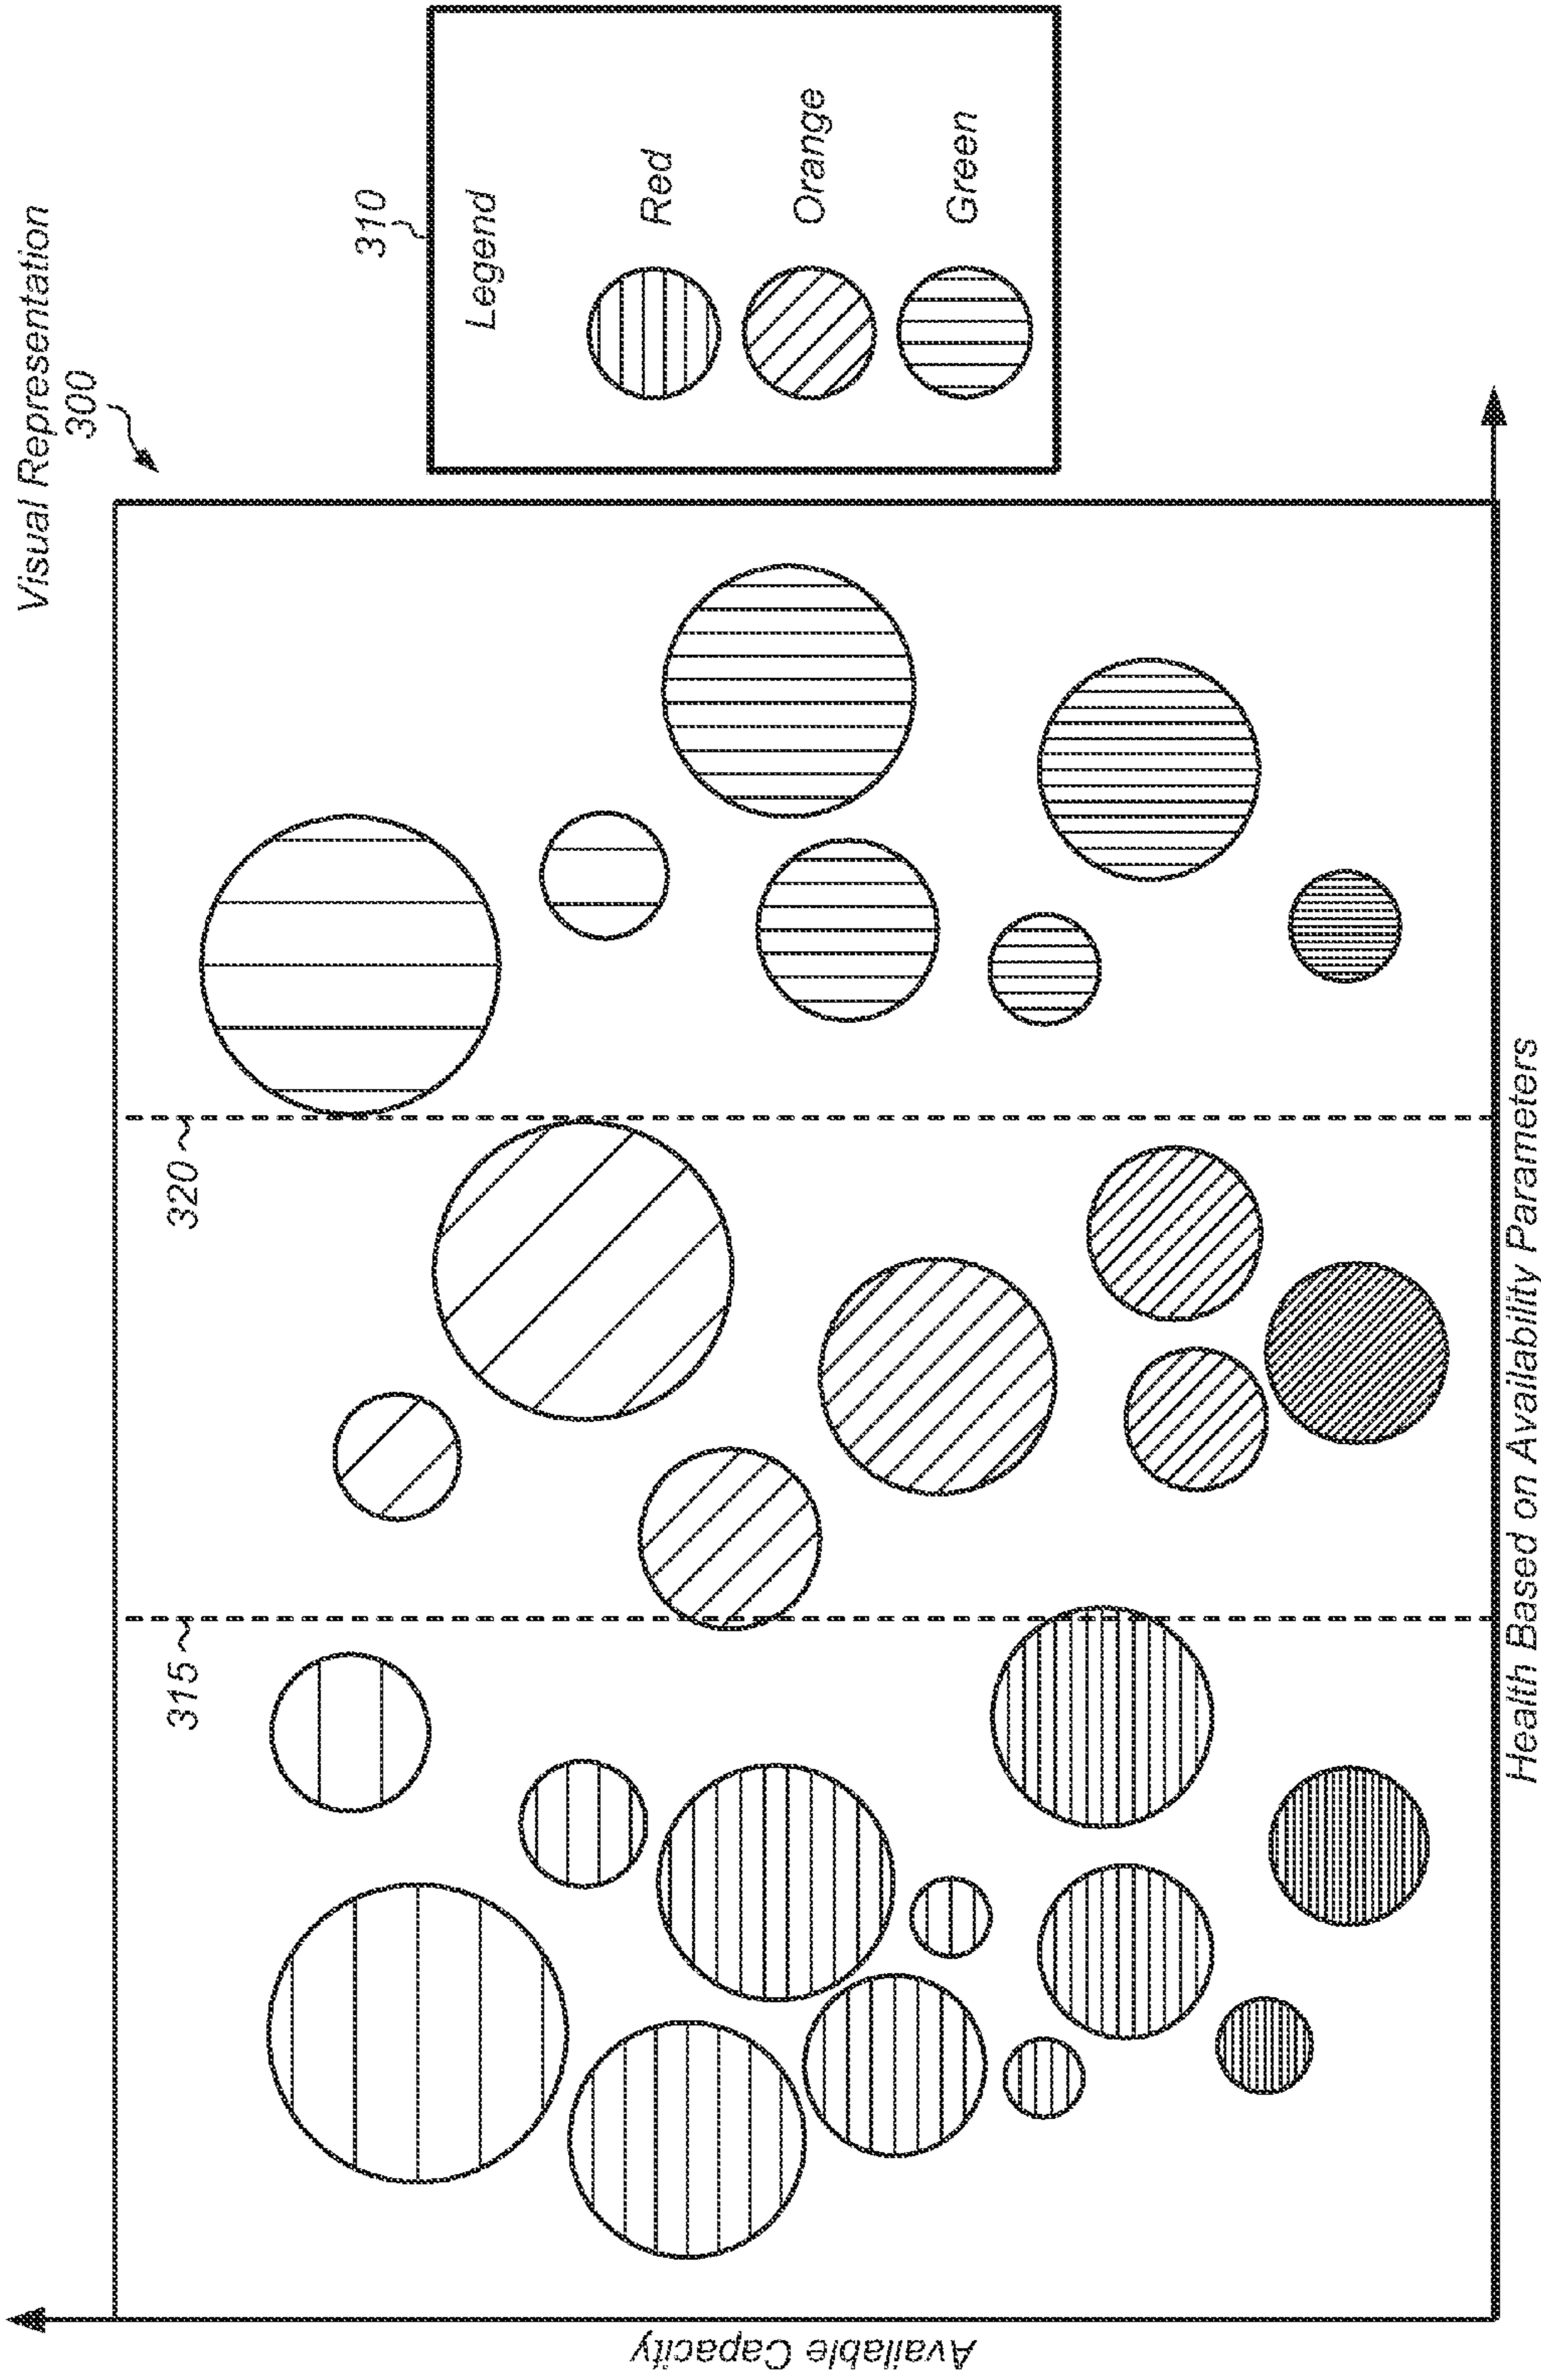 Visual Representation
300
310
Legend
Red
Orange
Green
315
320
Available Capacity
Health Based on Availability Parameters